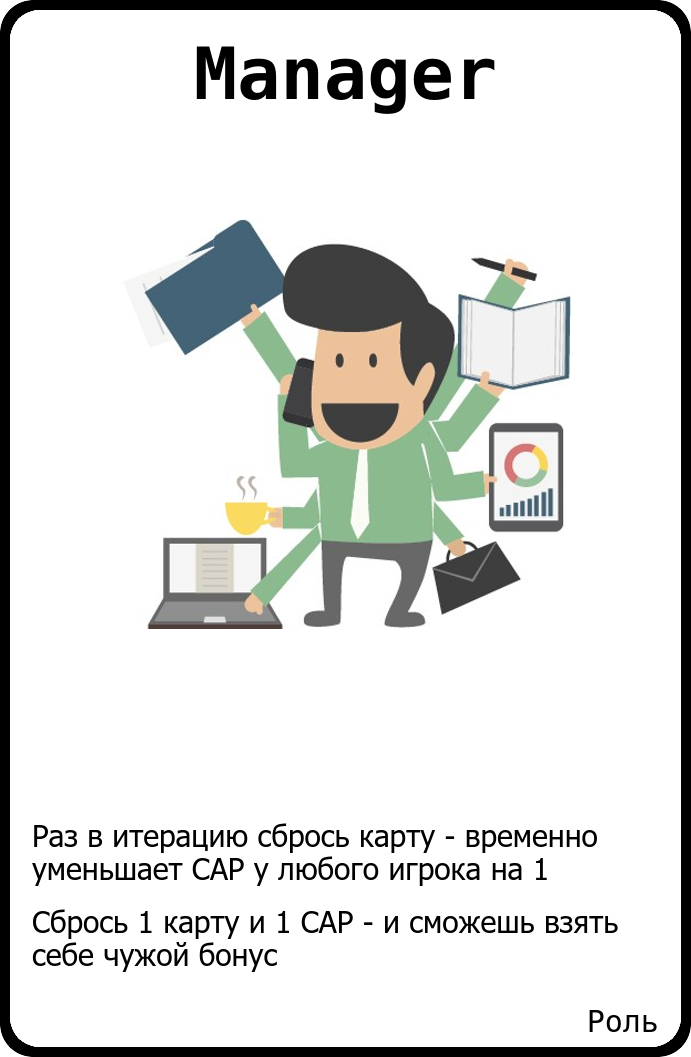 Manager
Раз в итерацию сбрось карту - временно
уменьшает CAP у любого игрока на 1
Сбрось 1 карту и 1 CAP - и сможешь взять
себе чужой бонус
Роль